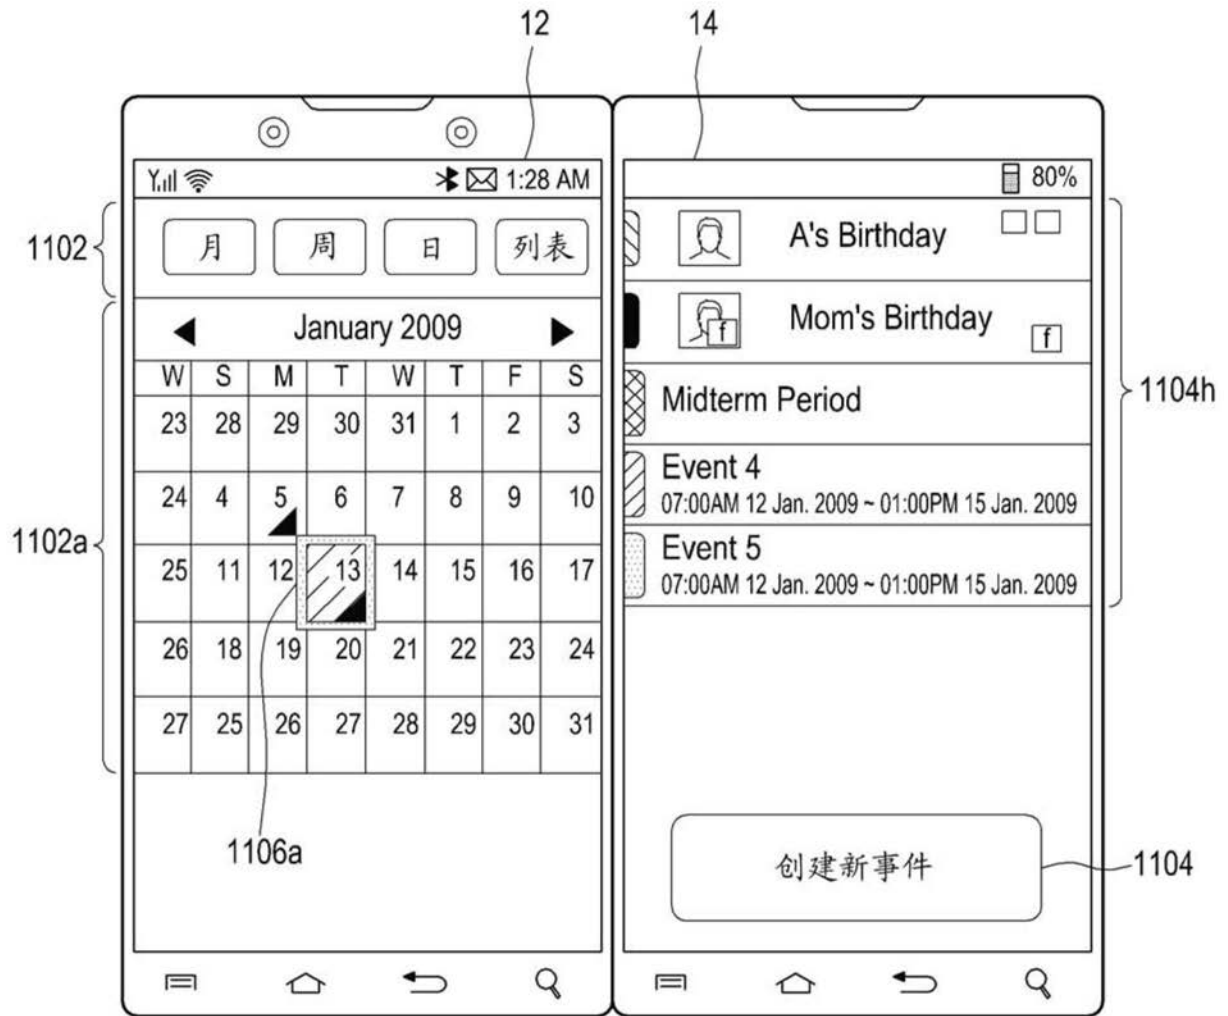 12
14
1:28 AM
80%
1102
月 周 日 列表
A's Birthday
January 2009
Mom's Birthday
f
f
1104h
W S M T W T F S
Midterm Period
23 28 29 30 31 1 2 3
Event 4
24 4 5 6 7 8 9 10
07:00AM 12 Jan. 2009 ~ 01:00PM 15 Jan. 2009
1102a
Event 5
25 11 12 13 14 15 16 17
07:00AM 12 Jan. 2009 ~ 01:00PM 15 Jan. 2009
26 18 19 20 21 22 23 24
27 25 26 27 28 29 30 31
1106a
创建新事件
1104